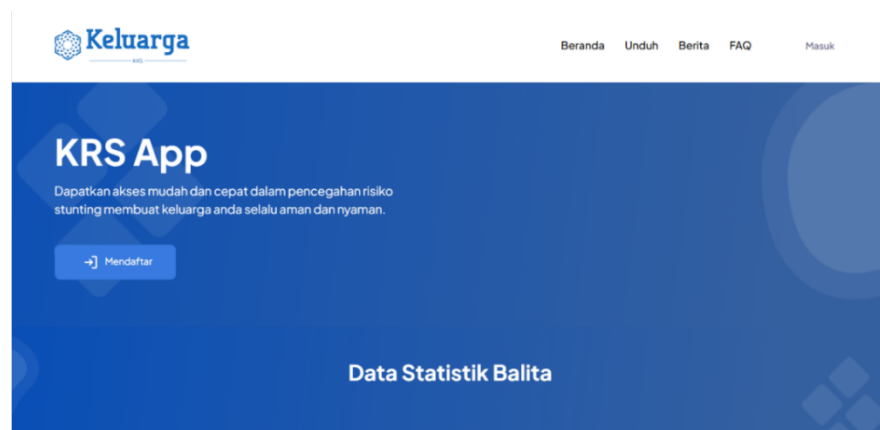 Keluarga
KRS
Beranda Unduh Berita FAQ Masuk
KRS App
Dapatkan akses mudah dan cepat dalam pencegahan risiko
stunting membuat keluarga anda selalu aman dan nyaman.
Mendaftar
Data Statistik Balita